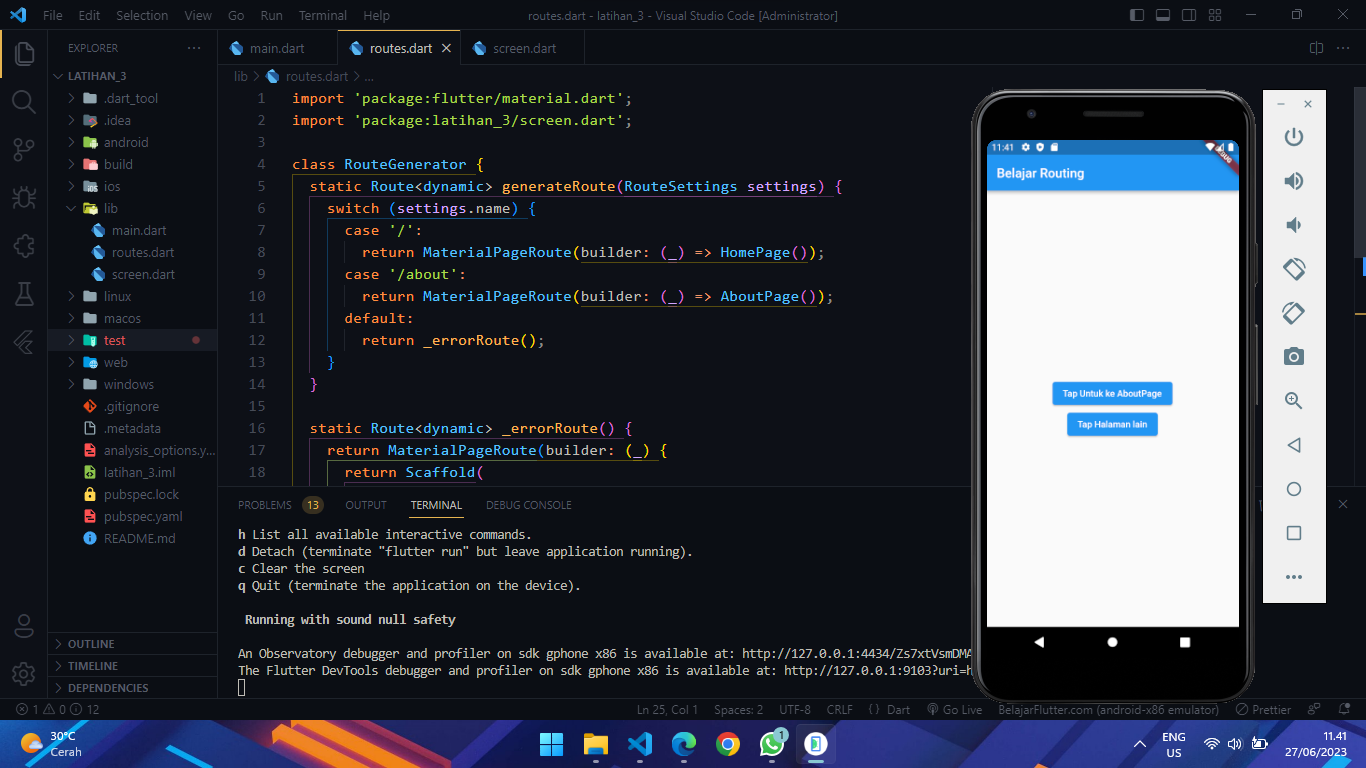 File Edit Selection View Go Run Terminal Help
routes.dart - latihan_3 - Visual Studio Code [Administrator]
EXPLORER
LATIHAN_3
.dart_tool
.idea
android
build
ios
lib
main.dart
routes.dart
screen.dart
linux
macos
test
web
windows
.gitignore
.metadata
analysis_options.y...
latihan_3.iml
pubspec.lock
pubspec.yaml
README.md
OUTLINE
TIMELINE
DEPENDENCIES
main.dart routes.dart screen.dart
lib > routes.dart > ...
1 import 'package:flutter/material.dart';
2 import 'package:latihan_3/screen.dart';
3
4 class RouteGenerator {
5 static Route<dynamic> generateRoute(RouteSettings settings) {
6 switch (settings.name) {
7 case '/':
8 return MaterialPageRoute(builder: (_) => HomePage());
9 case '/about':
10 return MaterialPageRoute(builder: (_) => AboutPage());
11 default:
12 return _errorRoute();
13 }
14 }
15
16 static Route<dynamic> _errorRoute() {
17 return MaterialPageRoute(builder: (_) {
18 return Scaffold(
PROBLEMS 13 OUTPUT TERMINAL DEBUG CONSOLE
h List all available interactive commands.
d Detach (terminate "flutter run" but leave application running).
c Clear the screen
q Quit (terminate the application on the device).
Running with sound null safety
An Observatory debugger and profiler on sdk gphone x86 is available at: http://127.0.0.1:4434/Zs7xtVsmDMA
The Flutter DevTools debugger and profiler on sdk gphone x86 is available at: http://127.0.0.1:9103?uri=h
11:41
DEBUG
Belajar Routing
Tap Untuk ke AboutPage
Tap Halaman lain
1 0 12
Ln 25, Col 1 Spaces: 2 UTF-8 CRLF {} Dart Go Live BelajarFlutter.com (android-x86 emulator) Prettier
30°C
Cerah
1
ENG
US
11.41
27/06/2023